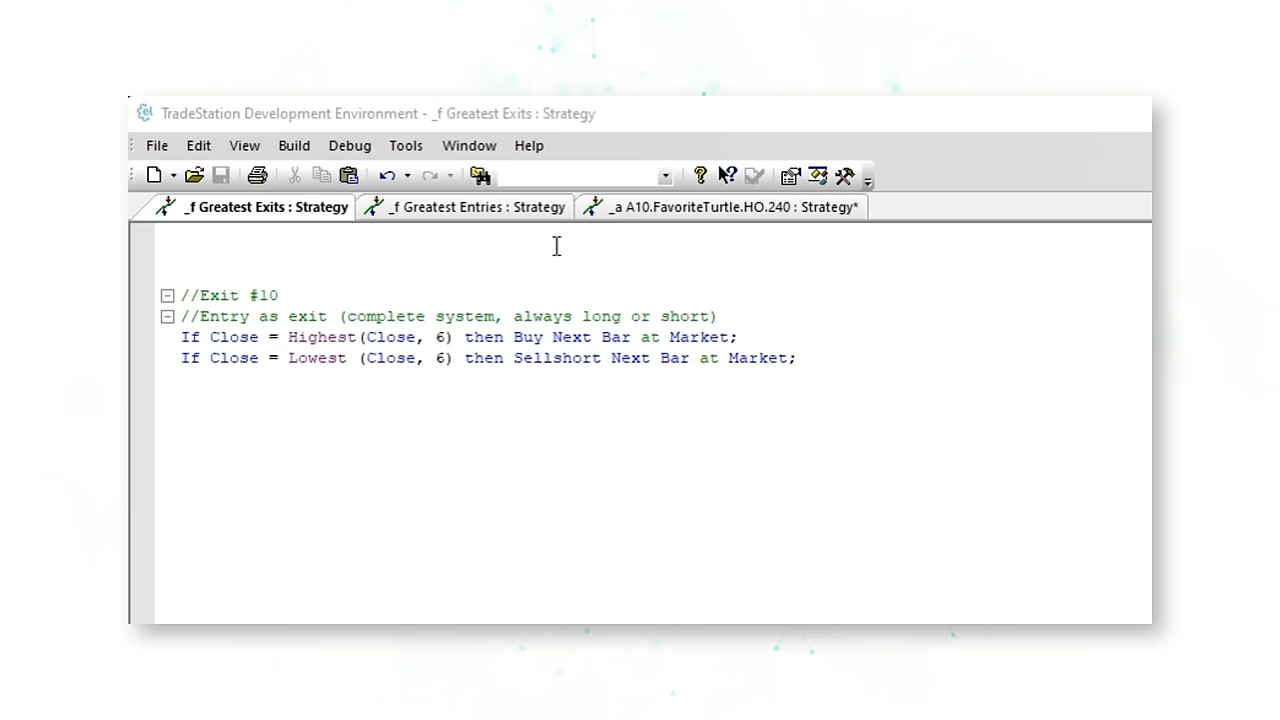 TradeStation Development Environment - _f Greatest Exits : Strategy
File Edit View Build Debug Tools Window Help
_f Greatest Exits : Strategy _f Greatest Entries : Strategy _a A10.FavoriteTurtle.HO.240 : Strategy*
//Exit #10
//Entry as exit (complete system, always long or short)
If Close = Highest(Close, 6) then Buy Next Bar at Market;
If Close = Lowest (Close, 6) then Sellshort Next Bar at Market;